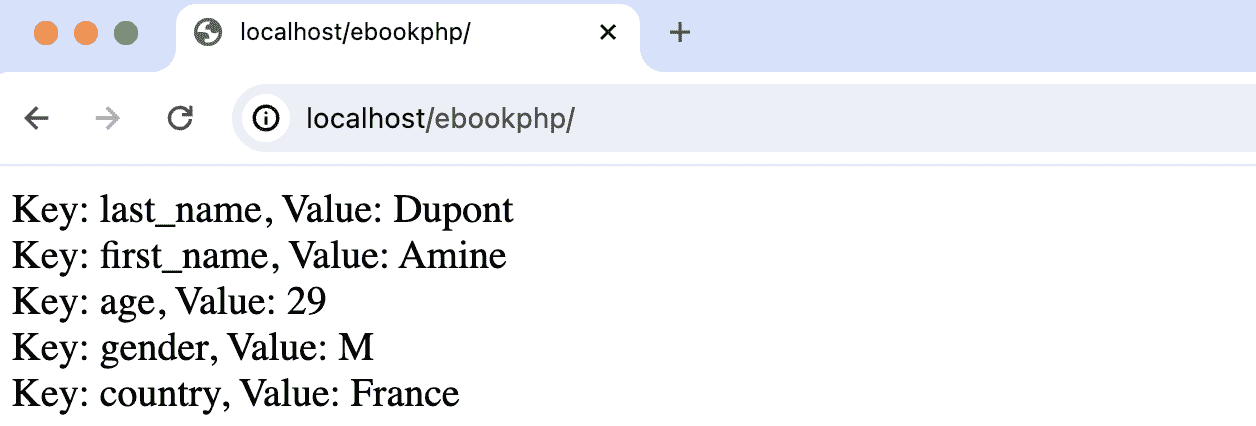 localhost/ebookphp/
localhost/ebookphp/
Key: last_name, Value: Dupont
Key: first_name, Value: Amine
Key: age, Value: 29
Key: gender, Value: M
Key: country, Value: France